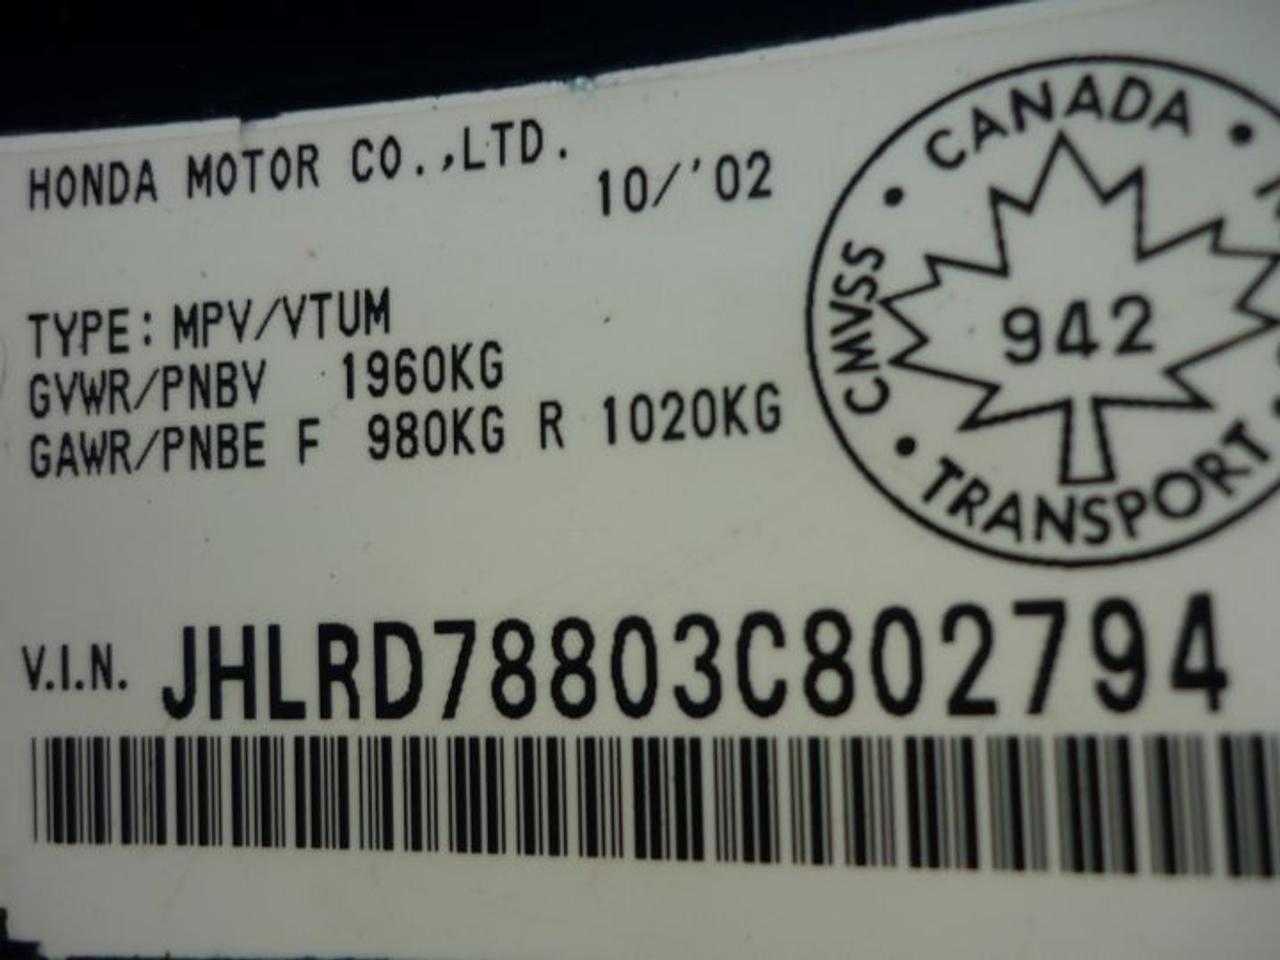 HONDA MOTOR CO.,LTD. 10/'02
TYPE: MPV/VTUM
GVWR/PNBV 1960KG
GAWR/PNBE F 980KG R 1020KG
CANADA
CMVSS
942
TRANSPORT
V.I.N. JHLRD78803C802794